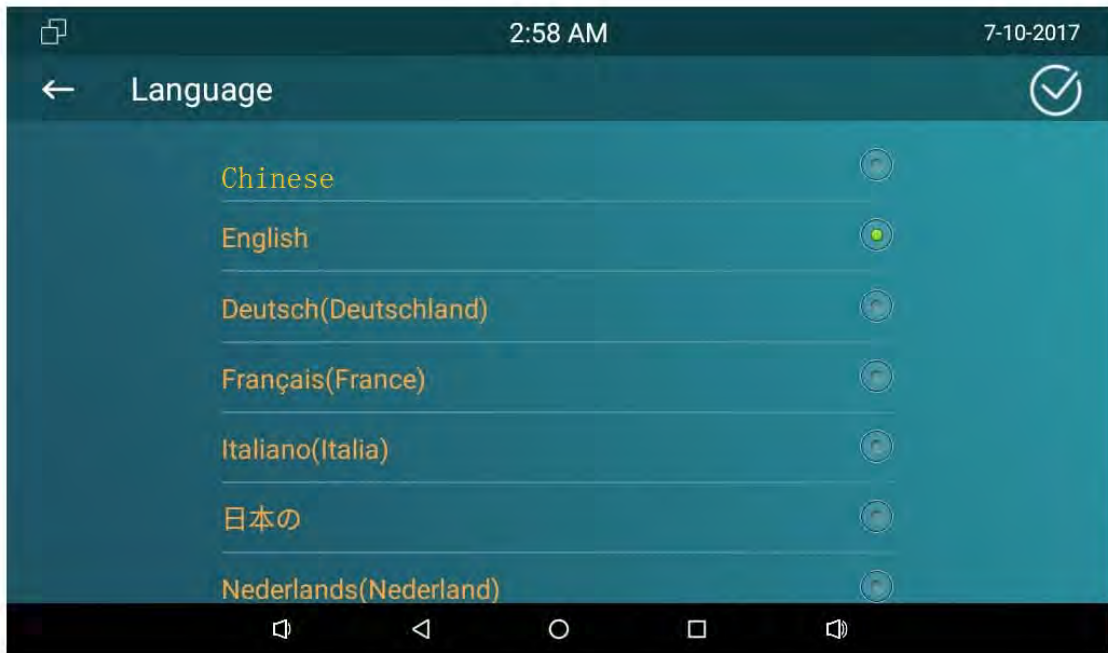 2:58 AM
7-10-2017
Language
Chinese
English
Deutsch(Deutschland)
Français(France)
Italiano(Italia)
日本の
Nederlands(Nederland)